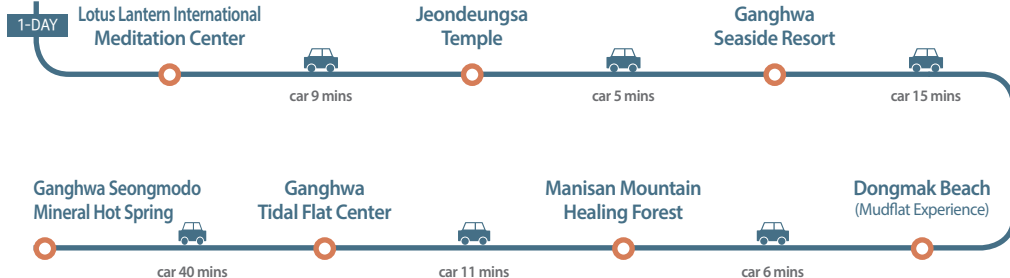 1-DAY
Lotus Lantern International
Meditation Center
car 9 mins
Jeondeungsa
Temple
car 5 mins
Ganghwa
Seaside Resort
car 15 mins
Dongmak Beach
(Mudflat Experience)
car 6 mins
Manisan Mountain
Healing Forest
car 11 mins
Ganghwa
Tidal Flat Center
car 40 mins
Ganghwa Seongmodo
Mineral Hot Spring